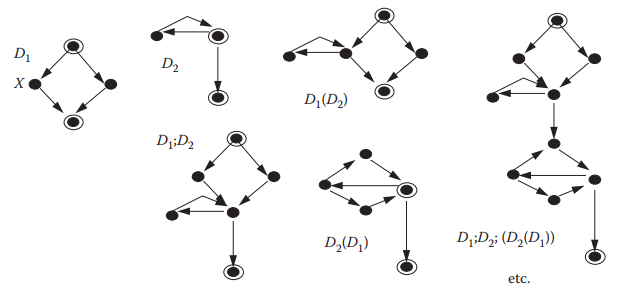 D₁
X
D₂
D₁(D₂)
D₁;D₂
D₂(D₁)
D₁;D₂; (D₂(D₁))
etc.